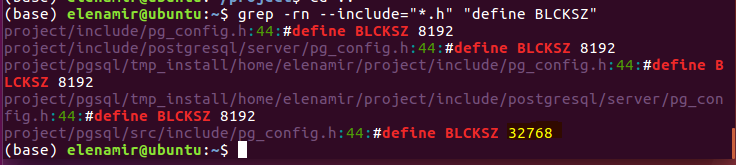 (base) elenamir@ubuntu:~$ grep -rn --include="*.h" "define BLCKSZ"
project/include/pg_config.h:44:#define BLCKSZ 8192
project/include/postgresql/server/pg_config.h:44:#define BLCKSZ 8192
project/pgsql/tmp_install/home/elenamir/project/include/pg_config.h:44:#define B
LCKSZ 8192
project/pgsql/tmp_install/home/elenamir/project/include/postgresql/server/pg_con
fig.h:44:#define BLCKSZ 8192
project/pgsql/src/include/pg_config.h:44:#define BLCKSZ 32768
(base) elenamir@ubuntu:~$